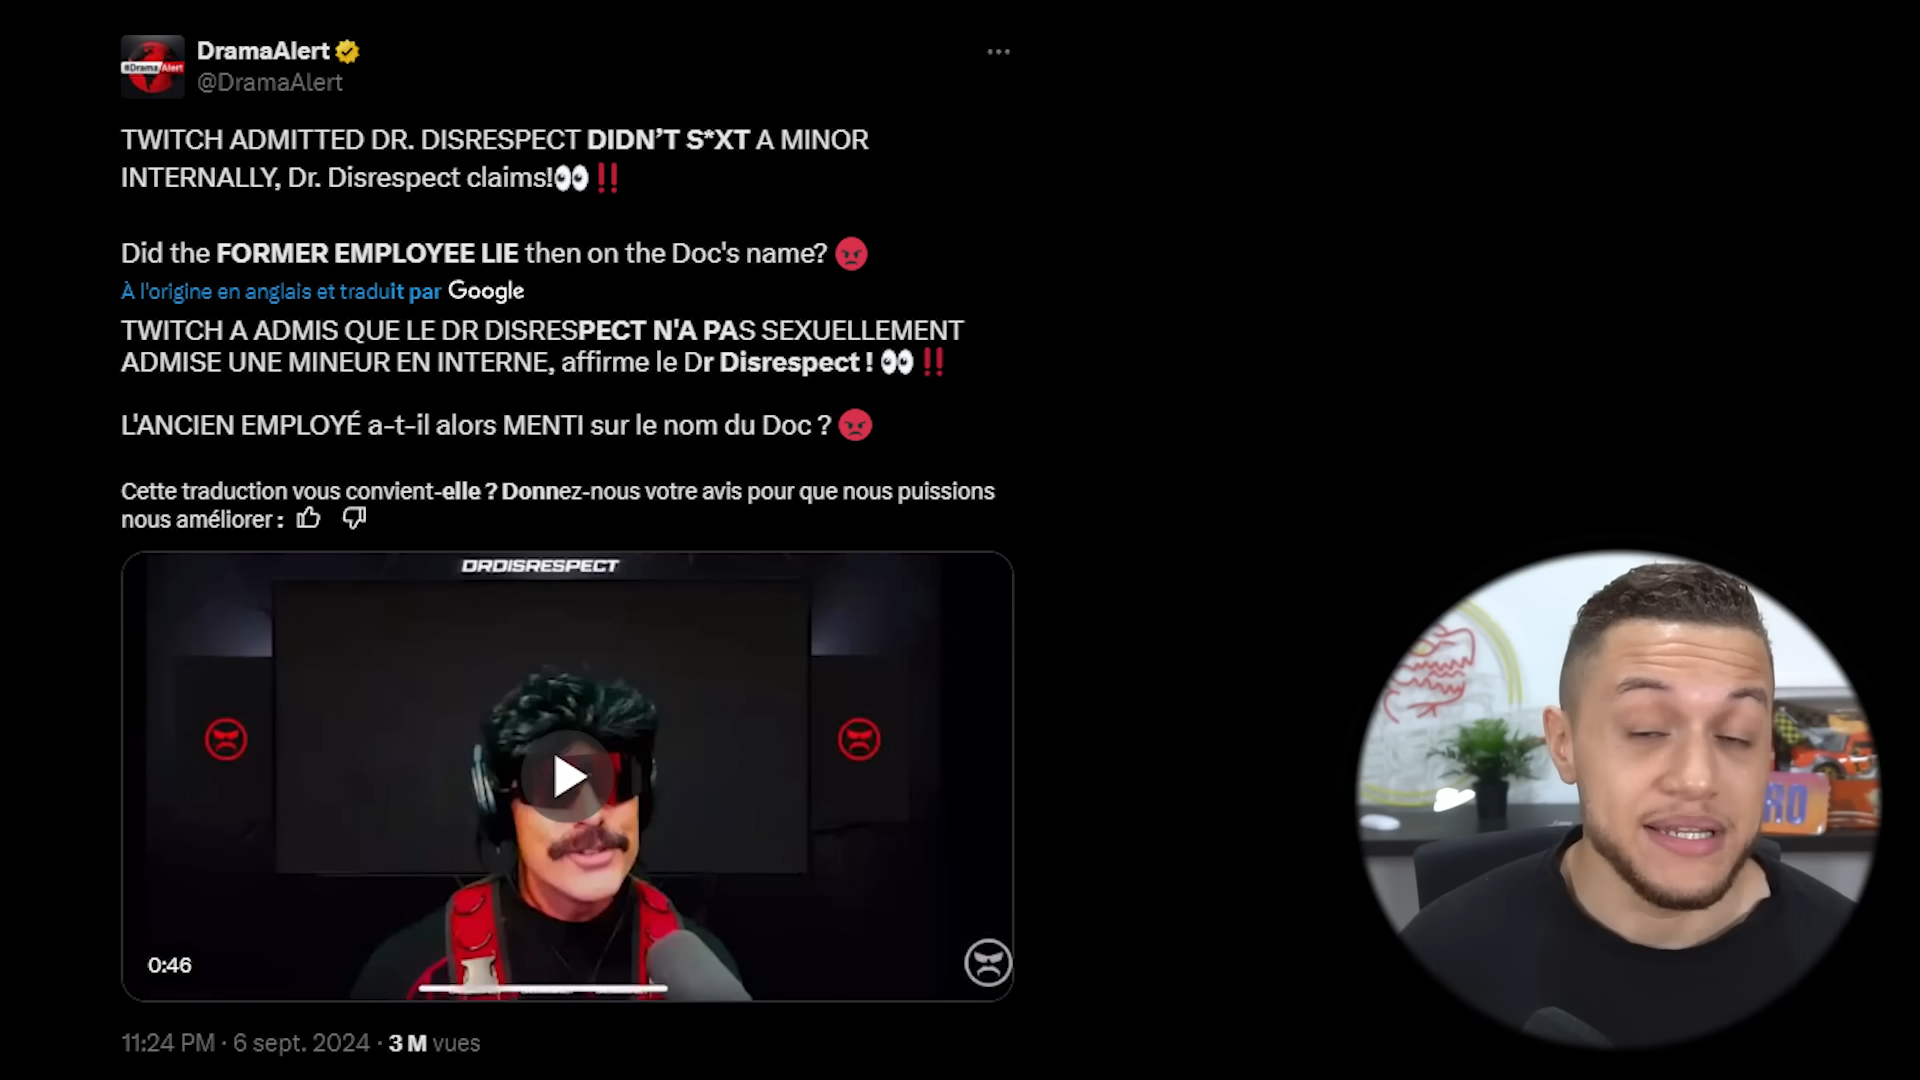 DramaAlert
#Drama Alert
@DramaAlert
TWITCH ADMITTED DR. DISRESPECT DIDN’T S*XT A MINOR
INTERNALLY, Dr. Disrespect claims!👀‼️
Did the FORMER EMPLOYEE LIE then on the Doc's name? 😡
À l'origine en anglais et traduit par Google
TWITCH A ADMIS QUE LE DR DISRESPECT N'A PAS SEXUELLEMENT
ADMISE UNE MINEUR EN INTERNE, affirme le Dr Disrespect ! 👀‼️
L'ANCIEN EMPLOYÉ a-t-il alors MENTI sur le nom du Doc ? 😡
Cette traduction vous convient-elle ? Donnez-nous votre avis pour que nous puissions
nous améliorer :
DRDISRESPECT
0:46
11:24 PM · 6 sept. 2024 · 3 M vues